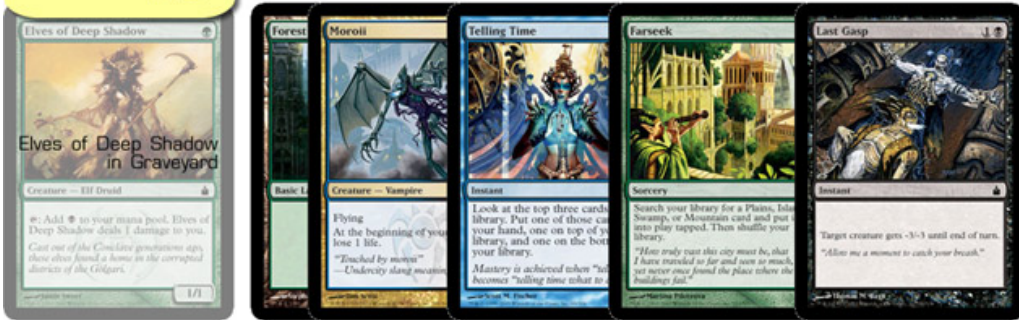 Elves of Deep Shadow
Elves of Deep Shadow
in Graveyard
Creature — Elf Druid
: Add to your mana pool. Elves of
Deep Shadow deals 1 damage to you.
Cast out of the Conclave generations ago,
these elves found a home in the corrupted
districts of the Golgari.
1/1
Forest
Basic La
Moroii
Creature — Vampire
Flying
At the beginning of your
lose 1 life.
"Touched by moroii"
—Undercity slang meaning
Telling Time
Instant
Look at the top three cards
library. Put one of those ca
your hand, one on top of yo
library, and one on the bott
your library.
Mastery is achieved when "tell
becomes "telling time what to d
Farseek
Sorcery
Search your library for a Plains, Isla
Swamp, or Mountain card and put i
into play tapped. Then shuffle your
library.
"How truly vast this city must be, that
I have traveled so far and seen so much,
yet never once found the place where the
buildings fail."
Last Gasp
1
Instant
Target creature gets -3/-3 until end of turn.
"Allow me a moment to catch your breath."